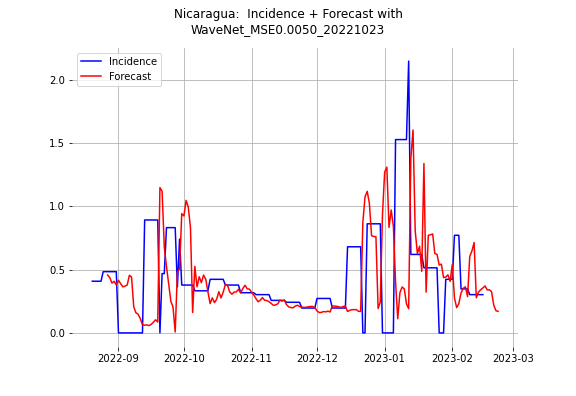 Nicaragua:  Incidence + Forecast with
WaveNet_MSE0.0050_20221023
Incidence
Forecast
2.0
1.5
1.0
0.5
0.0
2022-09 2022-10 2022-11 2022-12 2023-01 2023-02 2023-03